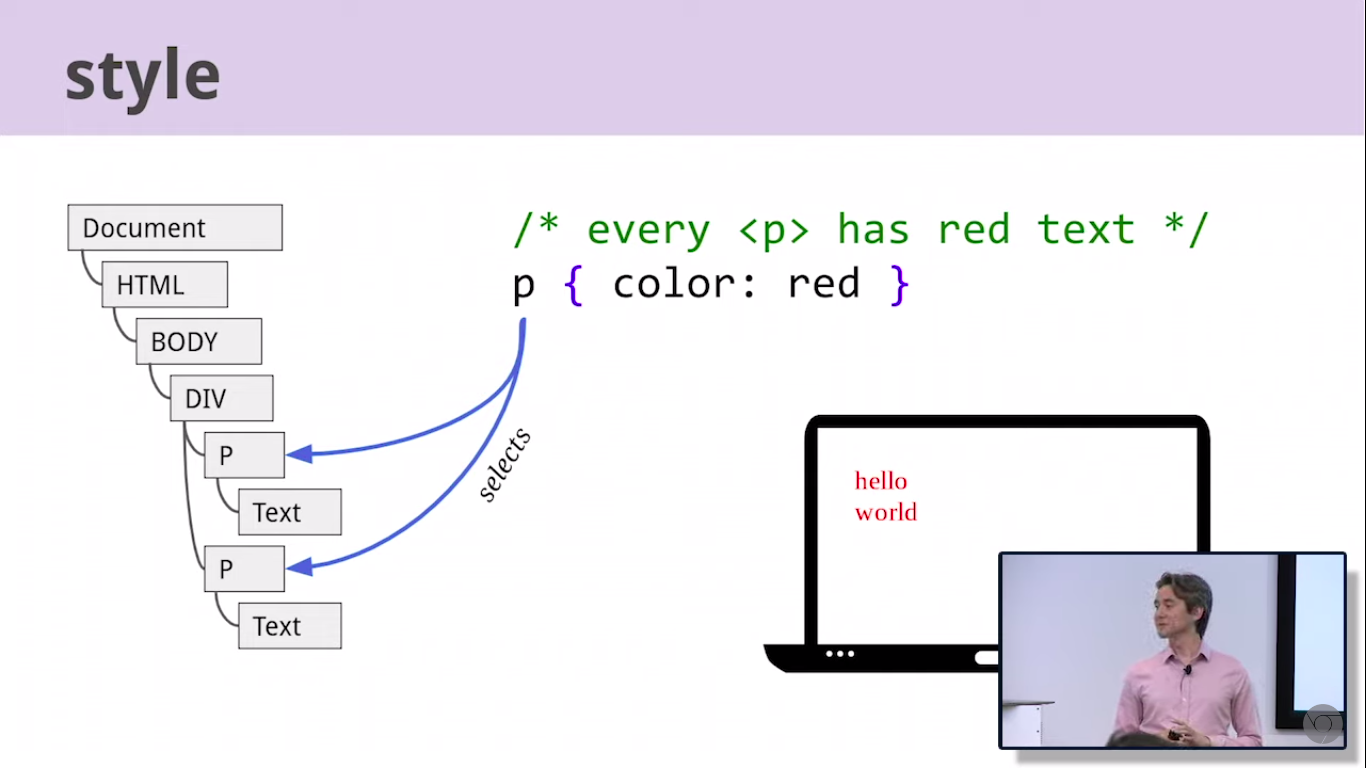 style
Document
HTML
BODY
DIV
P
Text
P
Text
/* every <p> has red text */
p { color: red }
selects
hello
world